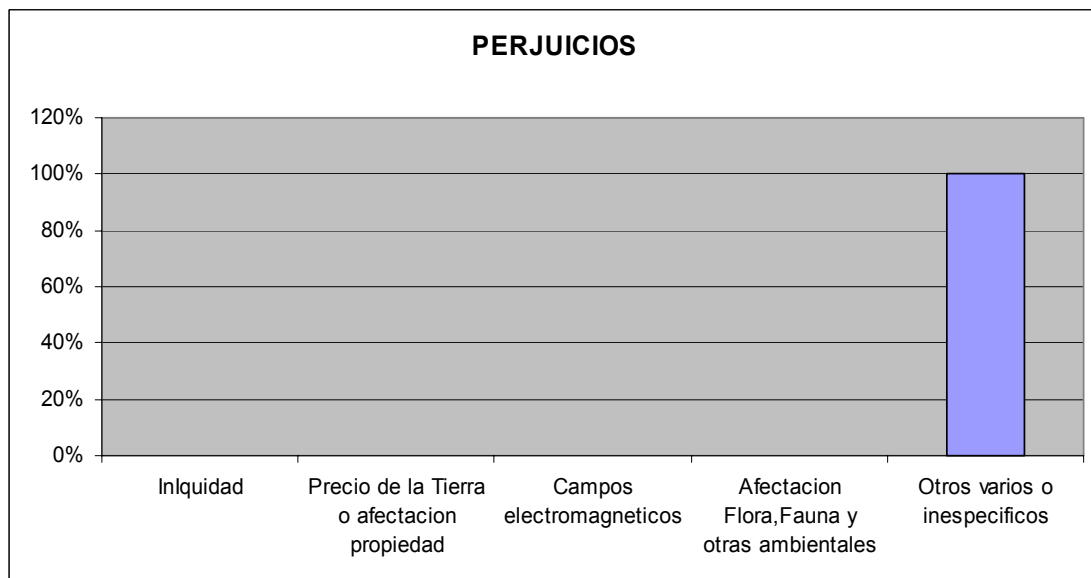 PERJUICIOS
120%
100%
80%
60%
40%
20%
0%
InIquidad
Precio de la Tierra
o afectacion
propiedad
Campos
electromagneticos
Afectacion
Flora,Fauna y
otras ambientales
Otros varios o
inespecificos